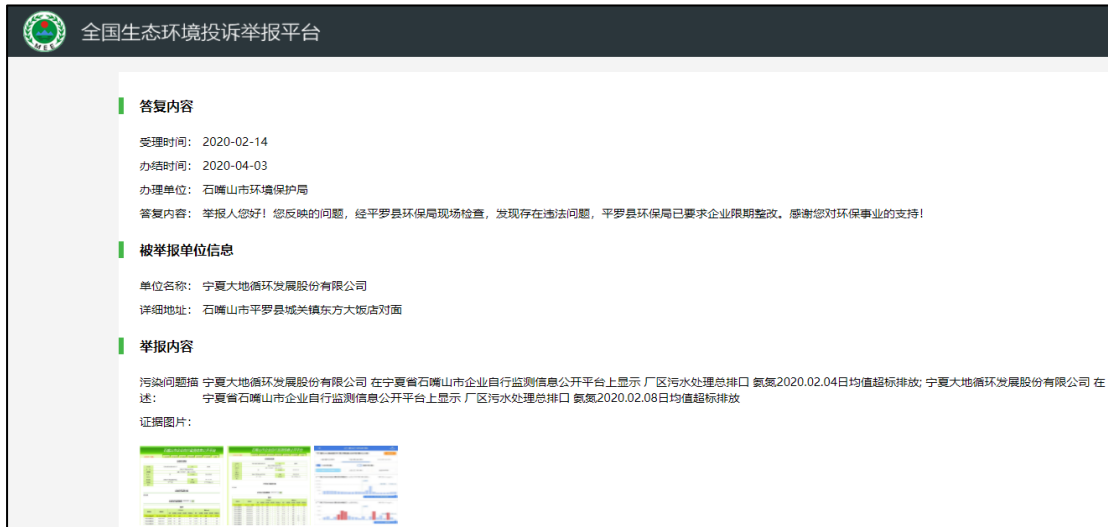 MEE
全国生态环境投诉举报平台
答复内容
受理时间： 2020-02-14
办结时间： 2020-04-03
办理单位： 石嘴山市环境保护局
答复内容： 举报人您好！您反映的问题，经平罗县环保局现场检查，发现存在违法问题，平罗县环保局已要求企业限期整改。感谢您对环保事业的支持！
被举报单位信息
单位名称： 宁夏大地循环发展股份有限公司
详细地址： 石嘴山市平罗县城关镇东方大饭店对面
举报内容
污染问题描 宁夏大地循环发展股份有限公司 在宁夏省石嘴山市企业自行监测信息公开平台上显示 厂区污水处理总排口 氨氮2020.02.04日均值超标排放; 宁夏大地循环发展股份有限公司 在
述： 宁夏省石嘴山市企业自行监测信息公开平台上显示 厂区污水处理总排口 氨氮2020.02.08日均值超标排放
证据图片：